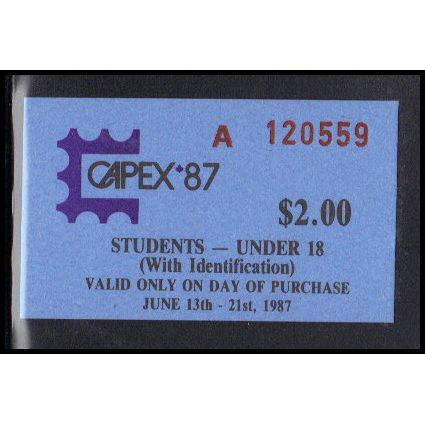 A 120559
CAPEX '87
$2.00
STUDENTS — UNDER 18
(With Identification)
VALID ONLY ON DAY OF PURCHASE
JUNE 13th - 21st, 1987